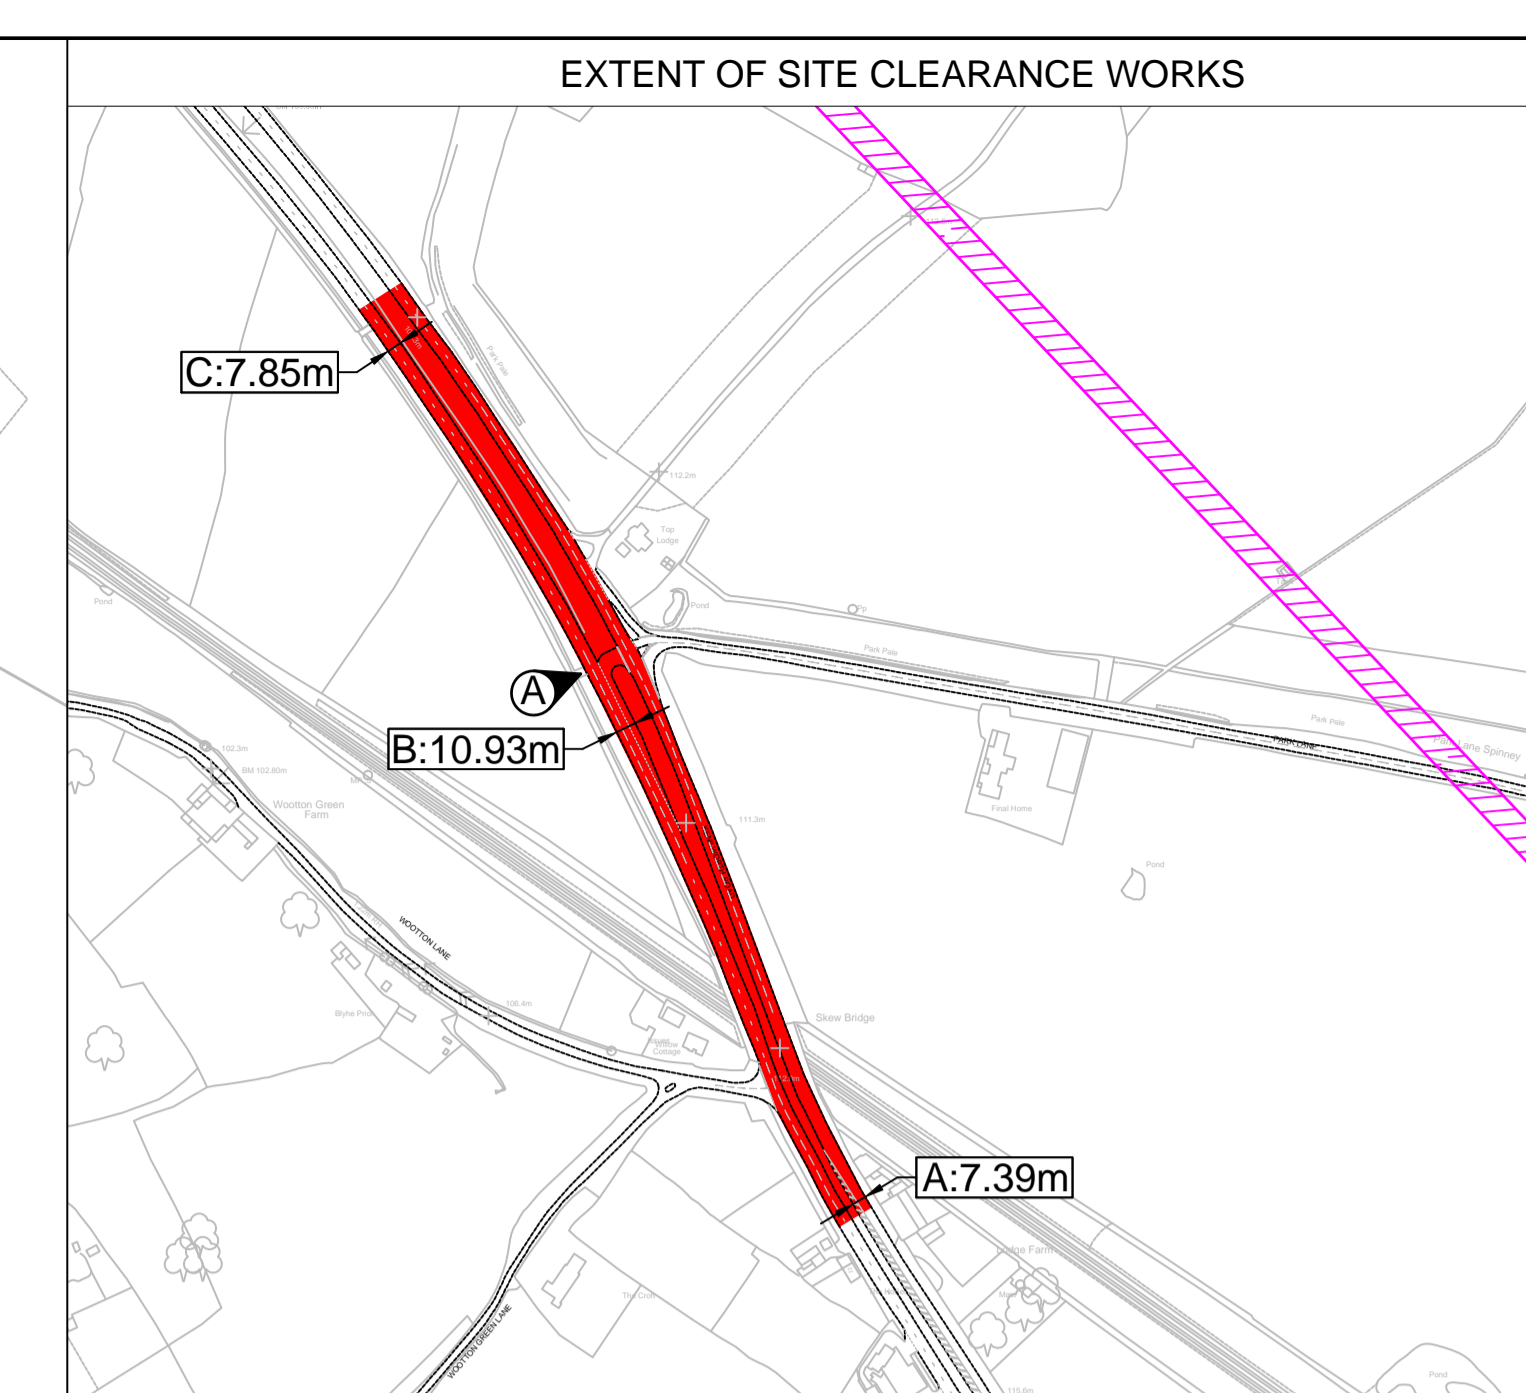 EXTENT OF SITE CLEARANCE WORKS
C:7.85m
Park Pale
112.2m
Top
Lodge
Pond
Pond
Pp
Park Pale
A
B:10.93m
Park Pale
PARK LANE
Park Lane Spinney
102.3m
BM 102.80m
Wootton Green
Farm
Final Home
111.3m
Pond
WOOTTON LANE
106.4m
Blyhe Prior
Skew Bridge
Willow
Cottage
A:7.39m
Lodge Farm
The Croft
WOOTTON GREEN LANE
115.6m
Pond